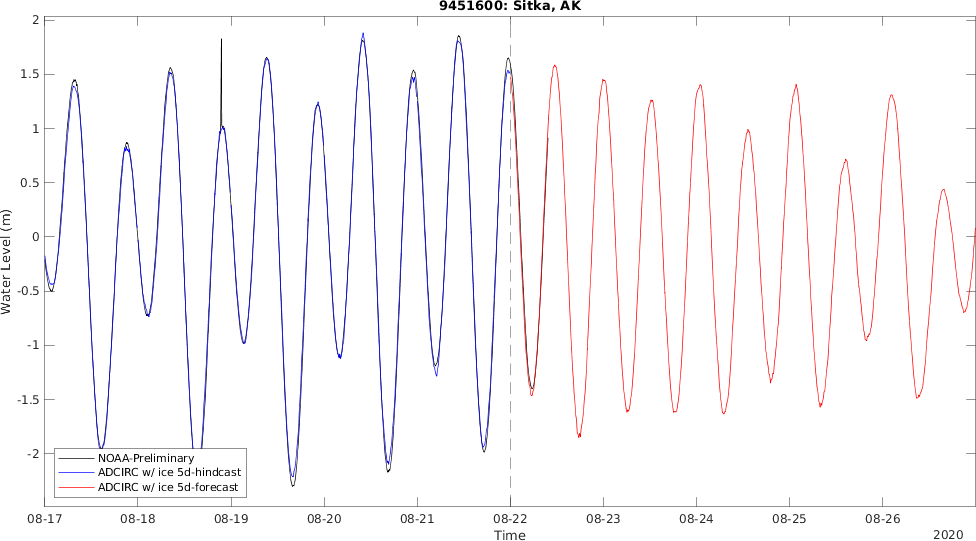 9451600: Sitka, AK
2
1.5
1
0.5
0
-0.5
-1
-1.5
-2
Water Level (m)
NOAA-Preliminary
ADCIRC w/ ice 5d-hindcast
ADCIRC w/ ice 5d-forecast
08-17 08-18 08-19 08-20 08-21 08-22 08-23 08-24 08-25 08-26
Time
2020